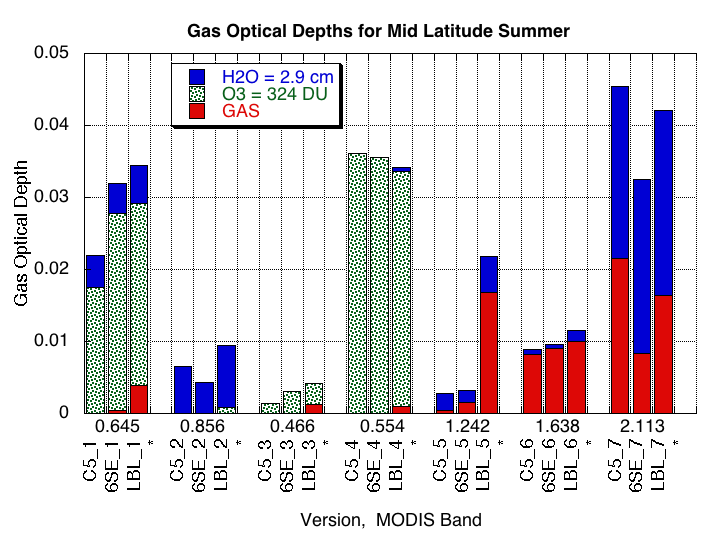 Gas Optical Depths for Mid Latitude Summer
0.05
0.04
0.03
0.02
0.01
0
Gas Optical Depth
H2O = 2.9 cm
O3 = 324 DU
GAS
0.645 0.856 0.466 0.554 1.242 1.638 2.113
C5_1
6SE_1
LBL_1
*
C5_2
6SE_2
LBL_2
*
C5_3
6SE_3
LBL_3
*
C5_4
6SE_4
LBL_4
*
C5_5
6SE_5
LBL_5
*
C5_6
6SE_6
LBL_6
*
C5_7
6SE_7
LBL_7
*
Version, MODIS Band